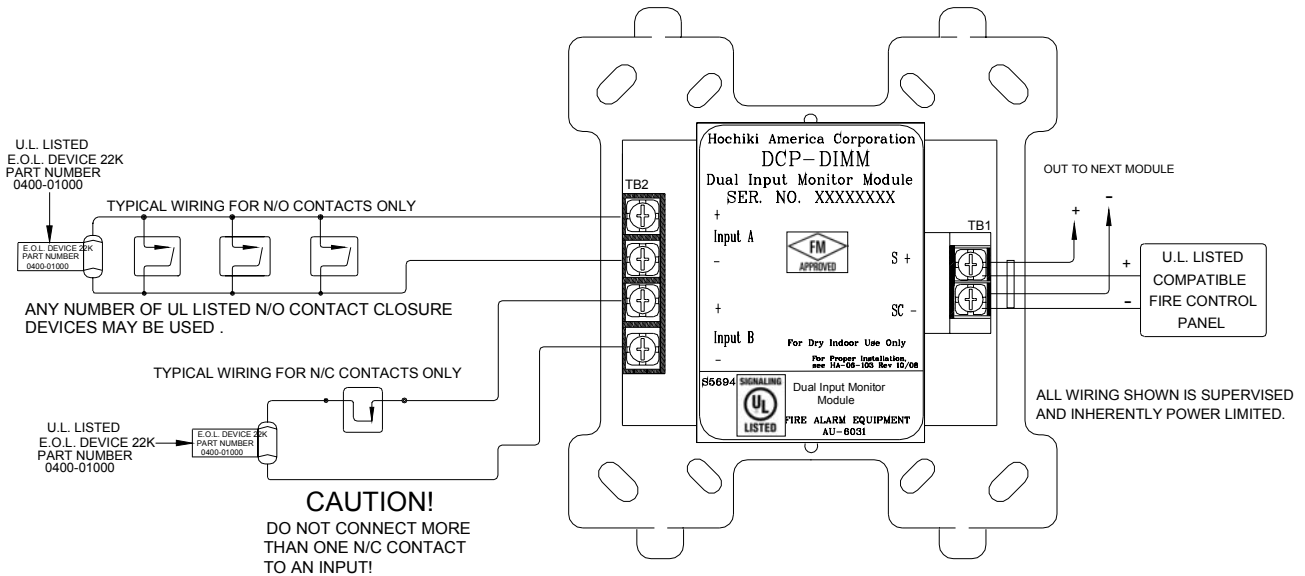 U.L. LISTED
E.O.L. DEVICE 22K
PART NUMBER
0400-01000
TYPICAL WIRING FOR N/O CONTACTS ONLY
E.O.L. DEVICE 22K
PART NUMBER
0400-01000
ANY NUMBER OF UL LISTED N/O CONTACT CLOSURE
DEVICES MAY BE USED .
TYPICAL WIRING FOR N/C CONTACTS ONLY
U.L. LISTED
E.O.L. DEVICE 22K
PART NUMBER
0400-01000
E.O.L. DEVICE 22K
PART NUMBER
0400-01000
CAUTION!
DO NOT CONNECT MORE
THAN ONE N/C CONTACT
TO AN INPUT!
TB2
Hochiki America Corporation
DCP-DIMM
Dual Input Monitor Module
SER. NO. XXXXXXXX
+
Input A
-
FM
APPROVED
S +
+
SC -
Input B
-
For Dry Indoor Use Only
For Proper Installation,
see HA-06-103 Rev 10/06
S5694
SIGNALING
UL
LISTED
Dual Input Monitor
Module
FIRE ALARM EQUIPMENT
AU-6031
TB1
OUT TO NEXT MODULE
+
-
+
-
U.L. LISTED
COMPATIBLE
FIRE CONTROL
PANEL
ALL WIRING SHOWN IS SUPERVISED
AND INHERENTLY POWER LIMITED.